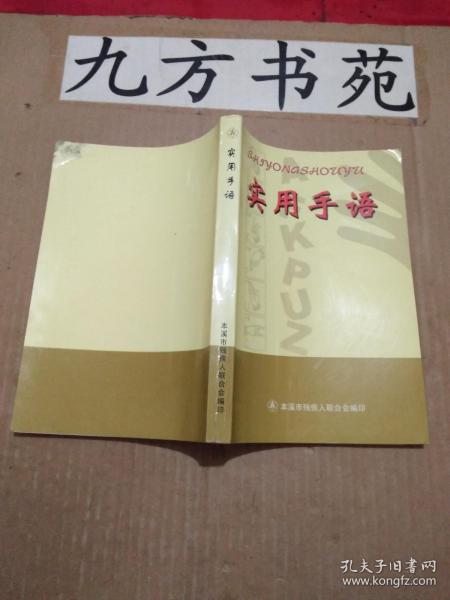 九方书苑
SHIYONGSHOUYU
实用手语
本溪市残疾人联合会编印
实用手语
本溪市残疾人联合会编印
A
KPUZ
孔夫子旧书网
www.kongfz.com